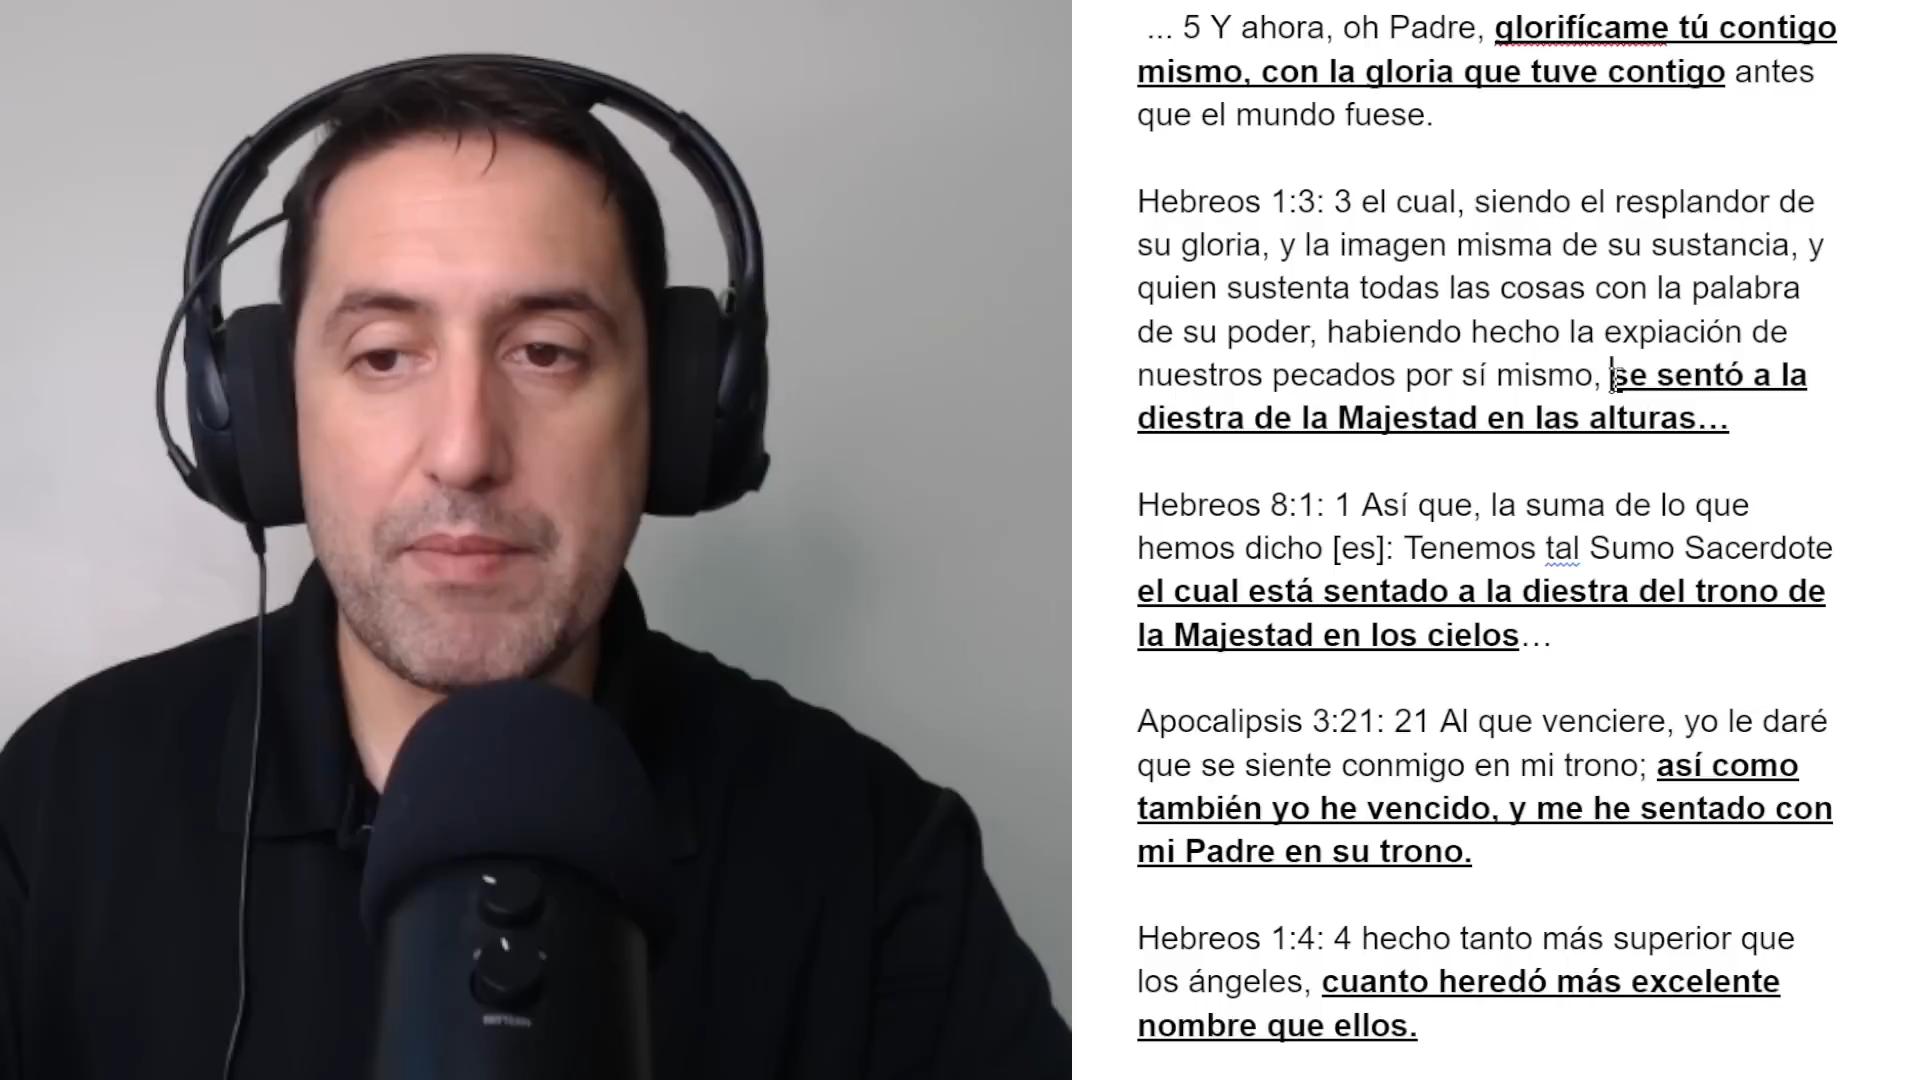 ... 5 Y ahora, oh Padre, glorifícame tú contigo
mismo, con la gloria que tuve contigo antes
que el mundo fuese.
Hebreos 1:3: 3 el cual, siendo el resplandor de
su gloria, y la imagen misma de su sustancia, y
quien sustenta todas las cosas con la palabra
de su poder, habiendo hecho la expiación de
nuestros pecados por sí mismo, se sentó a la
diestra de la Majestad en las alturas…
Hebreos 8:1: 1 Así que, la suma de lo que
hemos dicho [es]: Tenemos tal Sumo Sacerdote
el cual está sentado a la diestra del trono de
la Majestad en los cielos…
Apocalipsis 3:21: 21 Al que venciere, yo le daré
que se siente conmigo en mi trono; así como
también yo he vencido, y me he sentado con
mi Padre en su trono.
Hebreos 1:4: 4 hecho tanto más superior que
los ángeles, cuanto heredó más excelente
nombre que ellos.